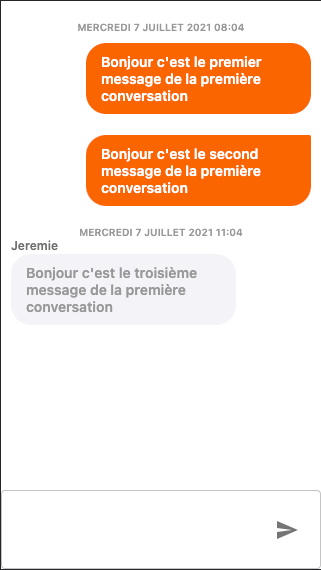 MERCREDI 7 JUILLET 2021 08:04
Bonjour c'est le premier
message de la première
conversation
Bonjour c'est le second
message de la première
conversation
MERCREDI 7 JUILLET 2021 11:04
Jeremie
Bonjour c'est le troisième
message de la première
conversation